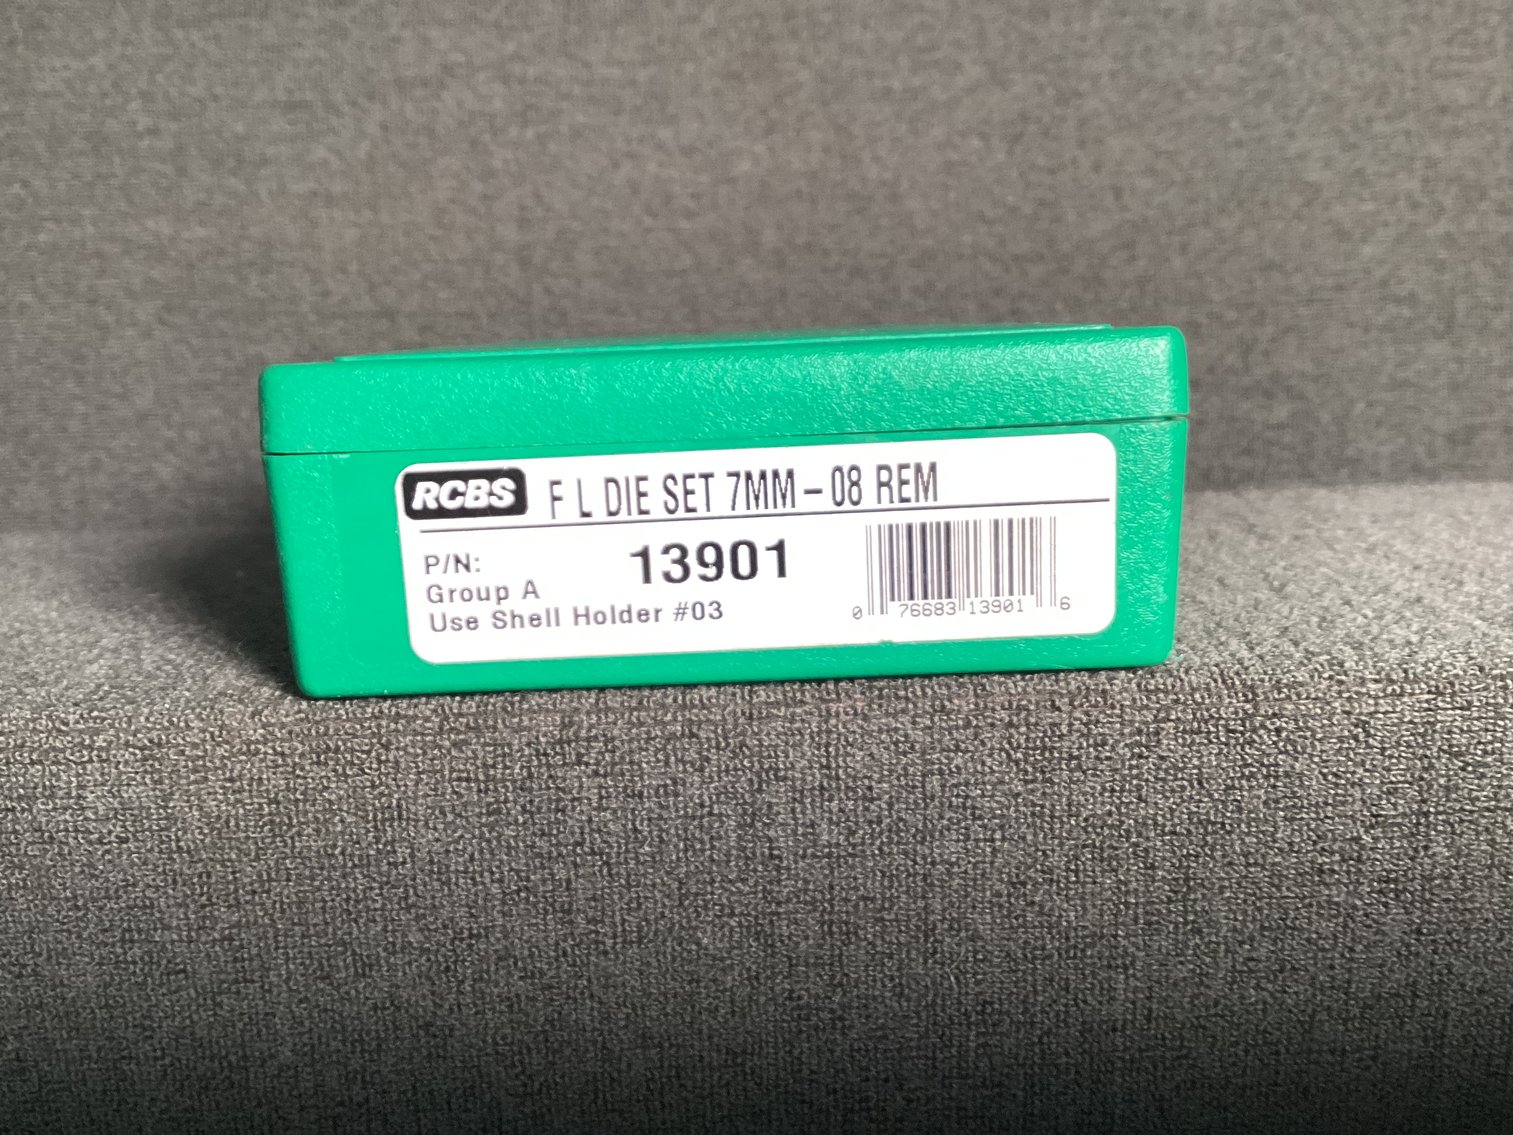 RCBS F L DIE SET 7MM-08 REM
P/N: 13901
Group A
Use Shell Holder #03
0 76683 13901 6